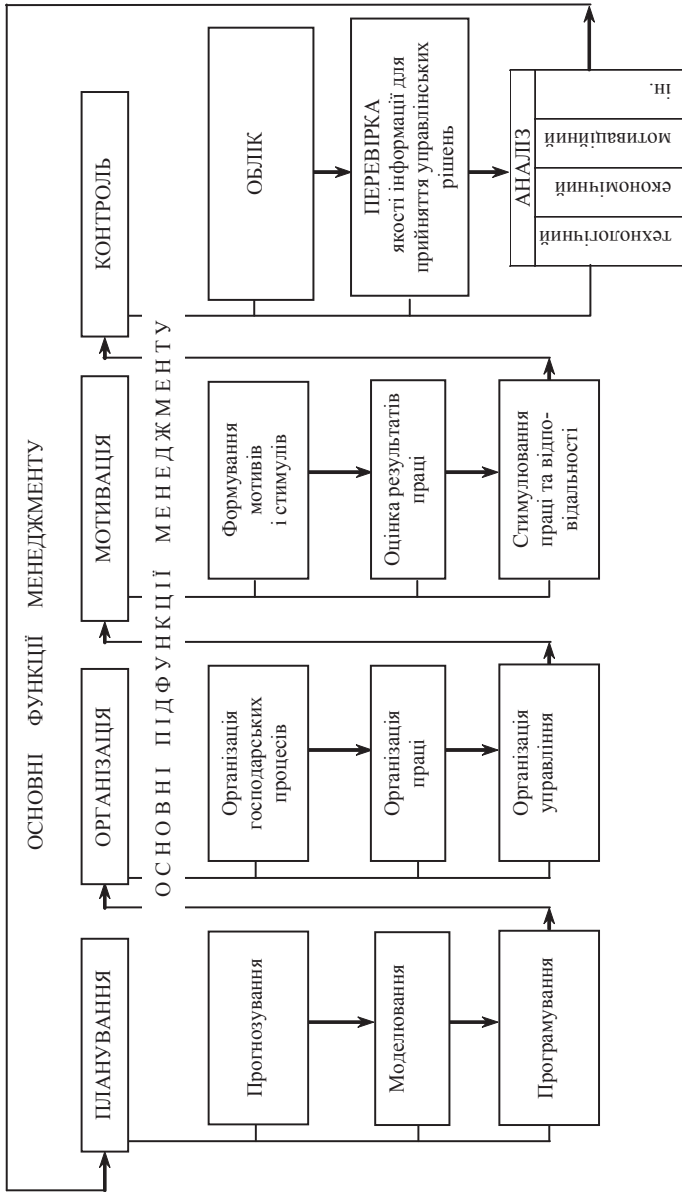 ОСНОВНІ ФУНКЦІЇ МЕНЕДЖМЕНТУ
ПЛАНУВАННЯ
ОРГАНІЗАЦІЯ
МОТИВАЦІЯ
КОНТРОЛЬ
ОСНОВНІ ПІДФУНКЦІЇ МЕНЕДЖМЕНТУ
Прогнозування
Моделювання
Програмування
Організація
господарських
процесів
Організація
праці
Організація
управління
Формування
мотивів
і стимулів
Оцінка результатів
праці
Стимулювання
праці та відпо-
відальності
ОБЛІК
ПЕРЕВІРКА
якості інформації для
прийняття управлінських
рішень
АНАЛІЗ
технологічний
економічний
мотиваційний
ін.